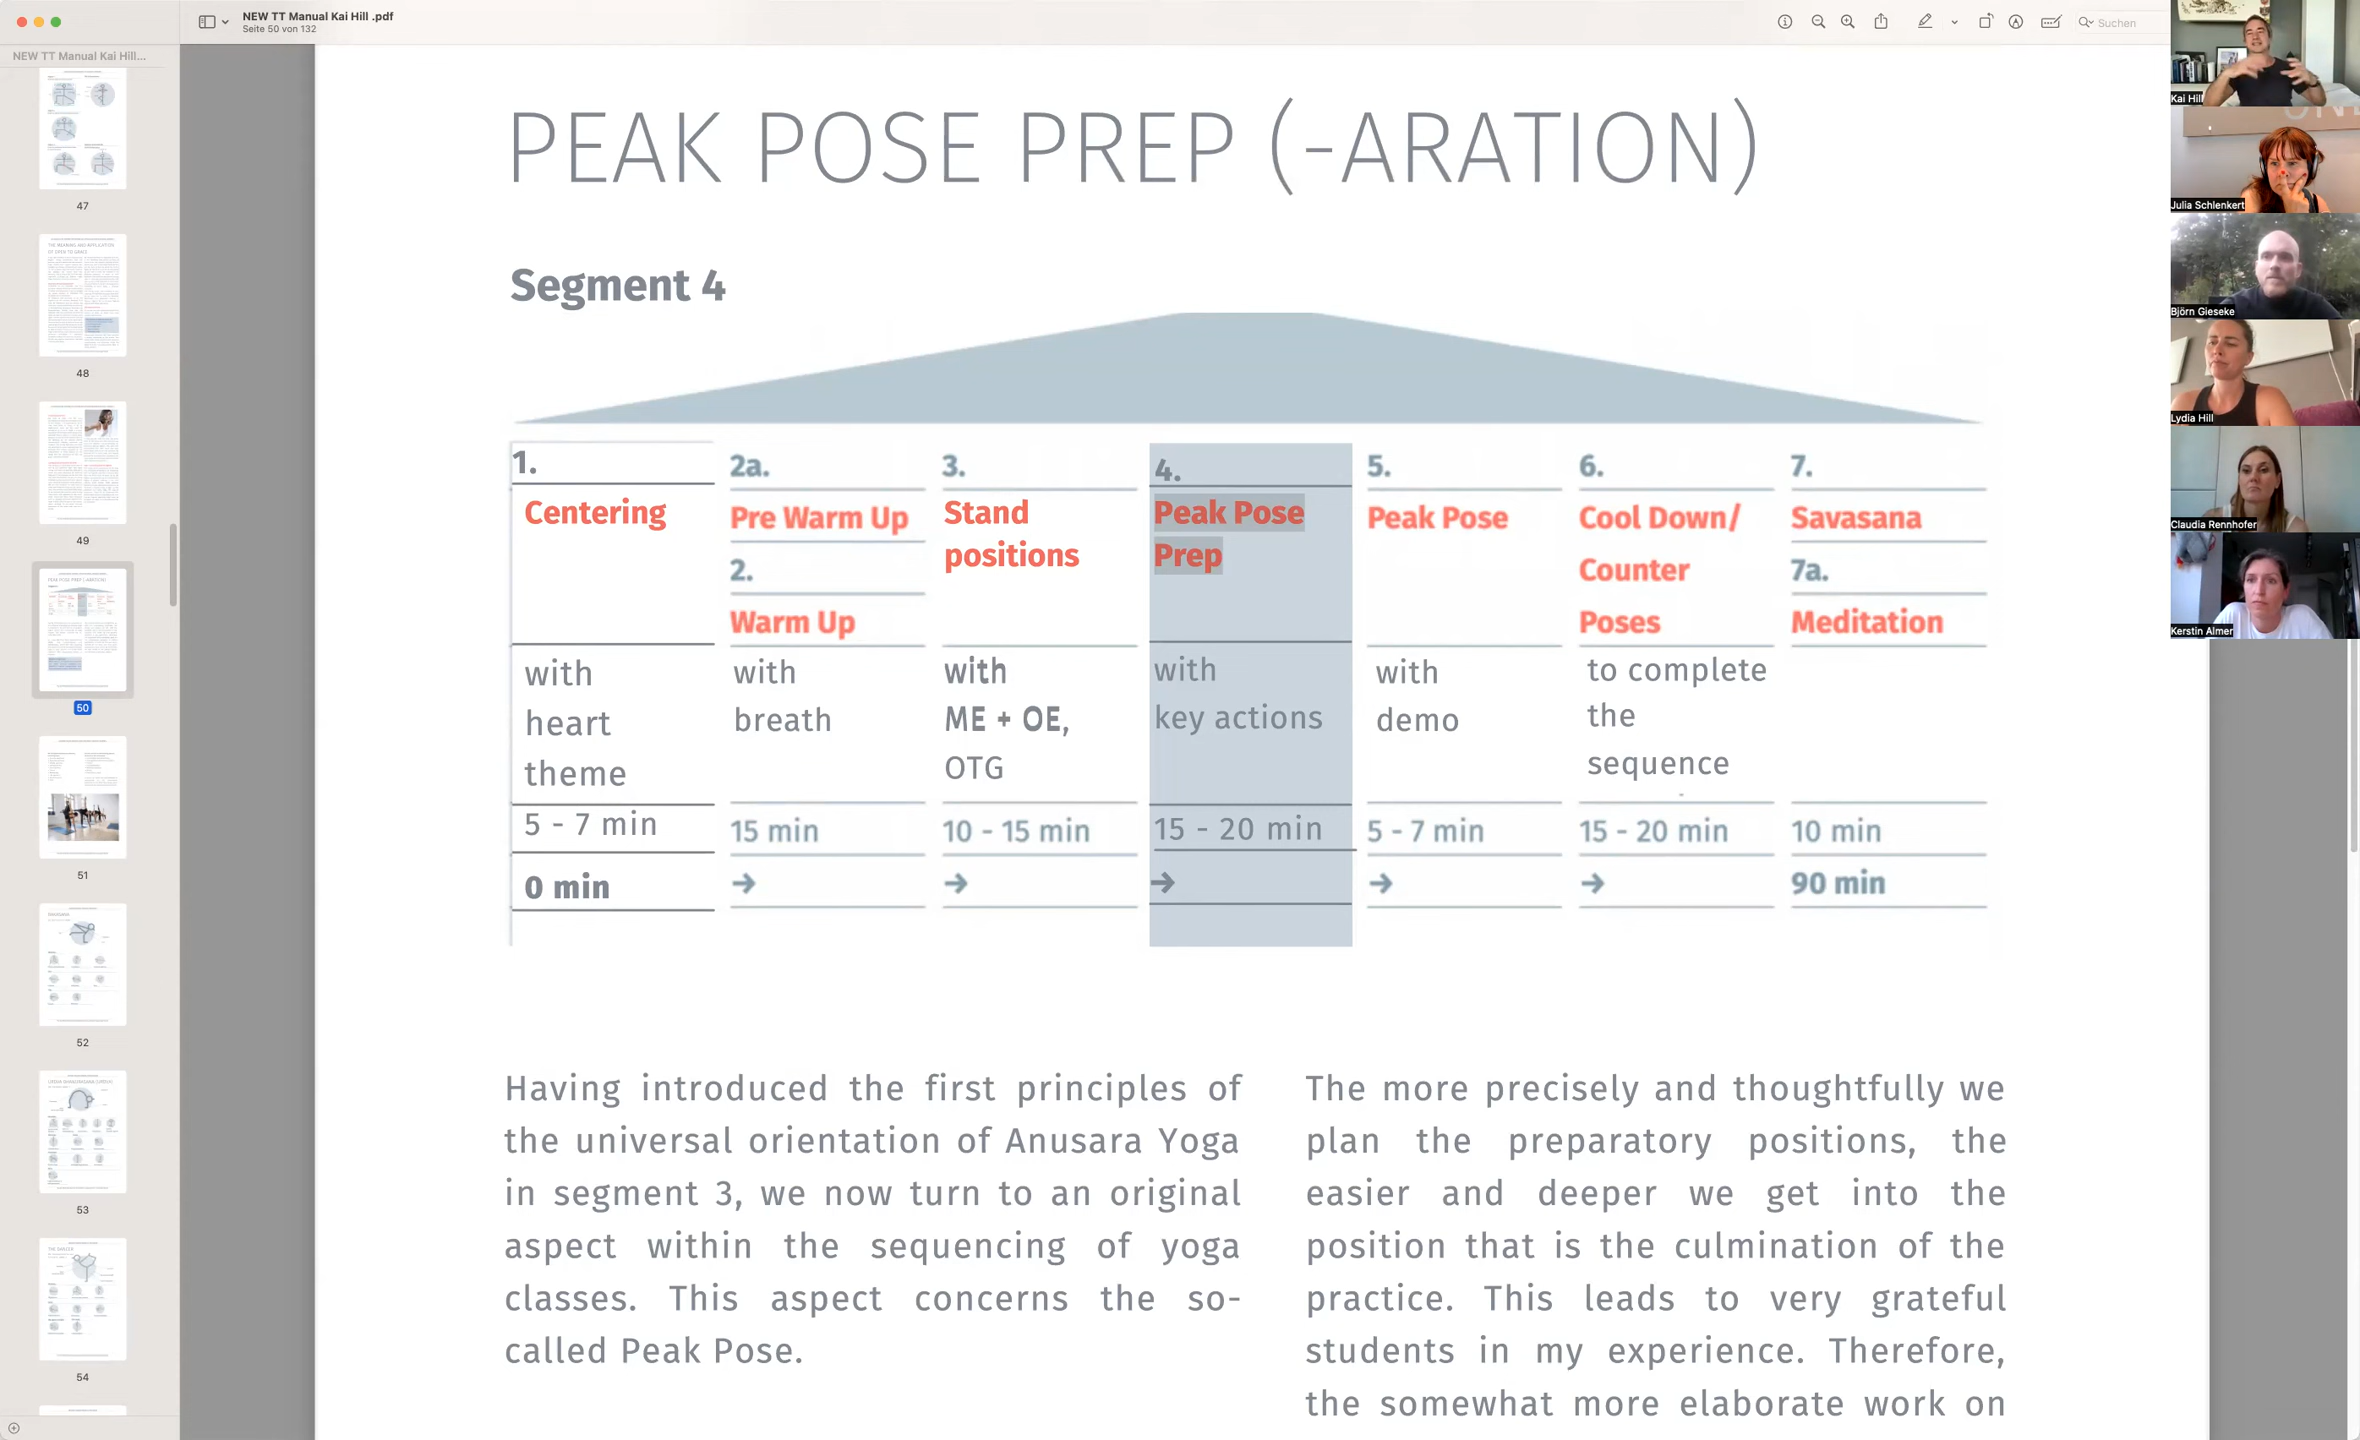 NEW TT Manual Kai Hill .pdf
Seite 50 von 132
Suchen
NEW TT Manual Kai Hill...
47
48
49
50
51
52
53
54
PEAK POSE PREP (-ARATION)
Segment 4
1.
Centering
with
heart
theme
5 - 7 min
0 min
2a.
Pre Warm Up
2.
Warm Up
with
breath
15 min
→
3.
Stand
positions
with
ME + OE,
OTG
10 - 15 min
→
4.
Peak Pose
Prep
with
key actions
15 - 20 min
→
5.
Peak Pose
with
demo
5 - 7 min
→
6.
Cool Down/
Counter
Poses
to complete
the
sequence
15 - 20 min
→
7.
Savasana
7a.
Meditation
10 min
90 min
Having introduced the first principles of
the universal orientation of Anusara Yoga
in segment 3, we now turn to an original
aspect within the sequencing of yoga
classes. This aspect concerns the so-
called Peak Pose.
The more precisely and thoughtfully we
plan the preparatory positions, the
easier and deeper we get into the
position that is the culmination of the
practice. This leads to very grateful
students in my experience. Therefore,
the somewhat more elaborate work on
Kai Hill
Julia Schlenkert
Björn Gieseke
Lydia Hill
Claudia Rennhofer
Kerstin Almer